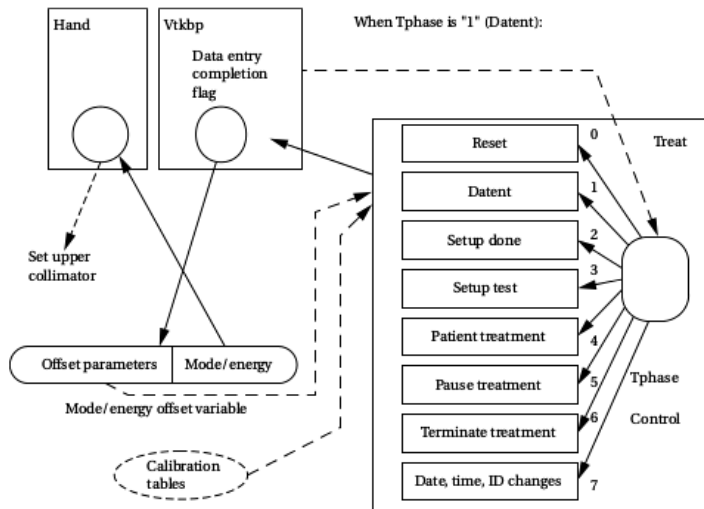 Hand
Vtkbp
When Tphase is "1" (Datent):
Data entry
completion
flag
Treat
Reset
0
Datent
1
Setup done
2
Setup test
3
Patient treatment
4
Pause treatment
5
Terminate treatment
6
Date, time, ID changes
7
Tphase
Control
Set upper
collimator
Offset parameters
Mode/energy
Mode/energy offset variable
Calibration
tables